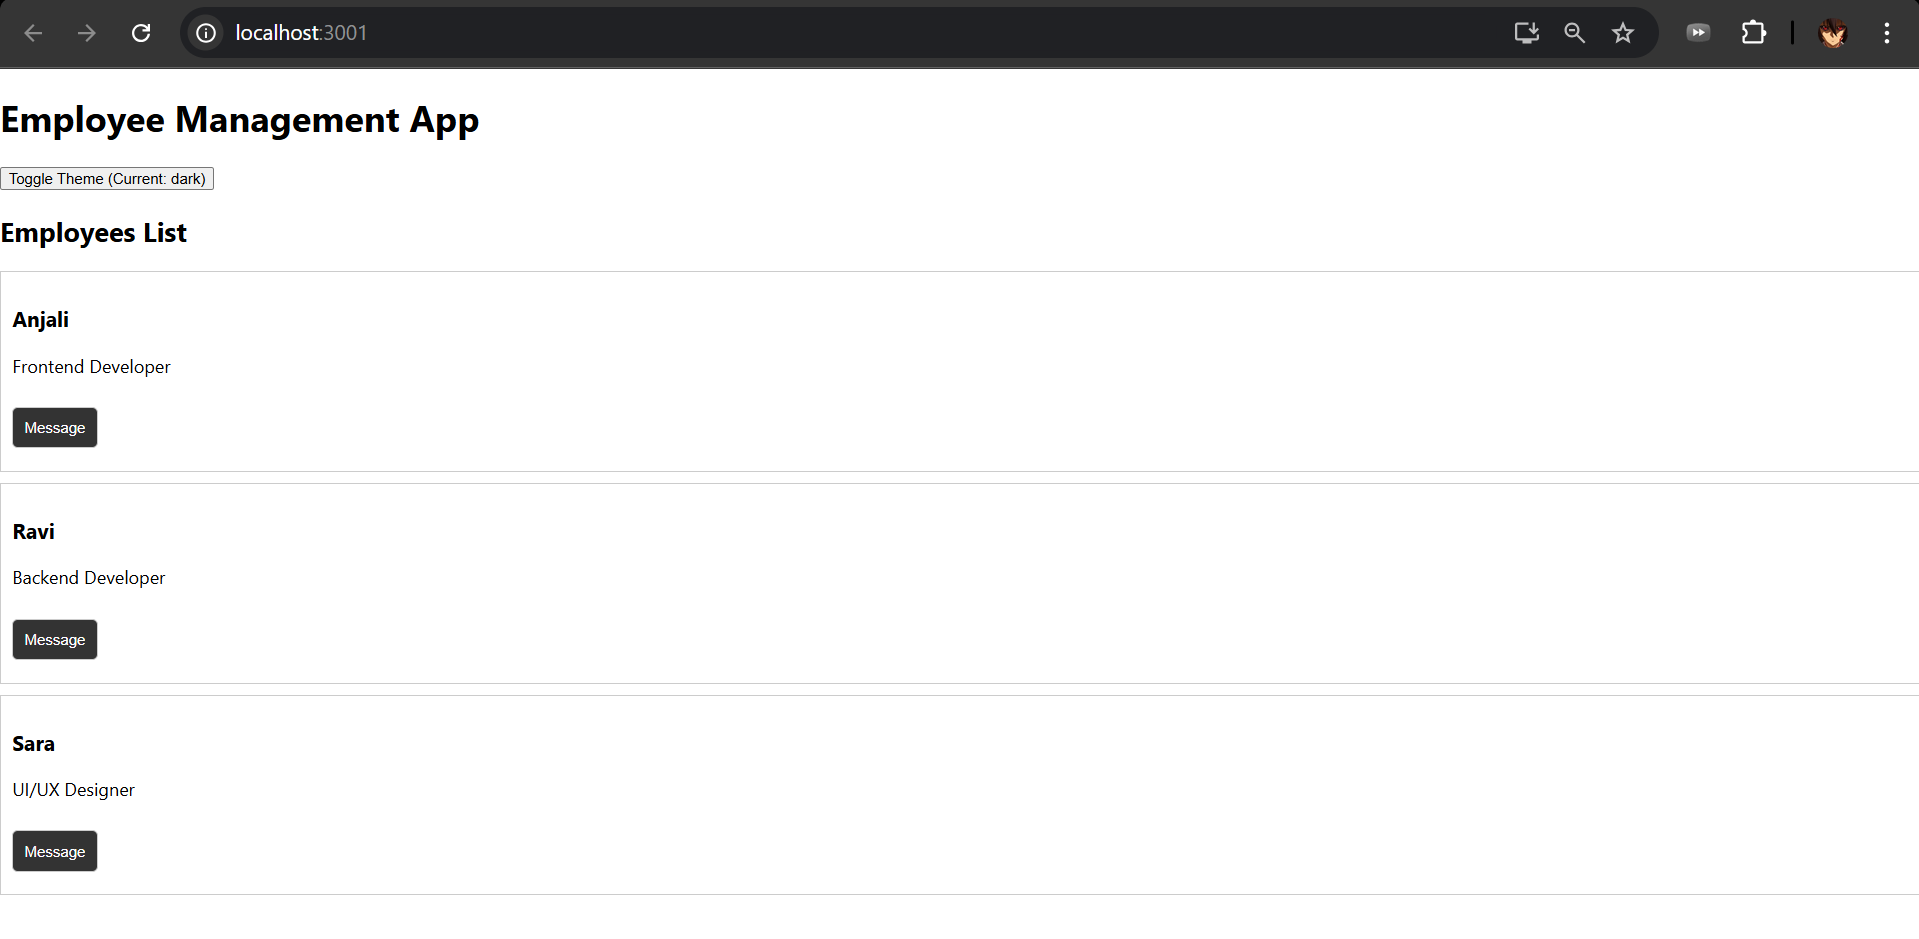 localhost:3001
Employee Management App
Toggle Theme (Current: dark)
Employees List
Anjali
Frontend Developer
Message
Ravi
Backend Developer
Message
Sara
UI/UX Designer
Message